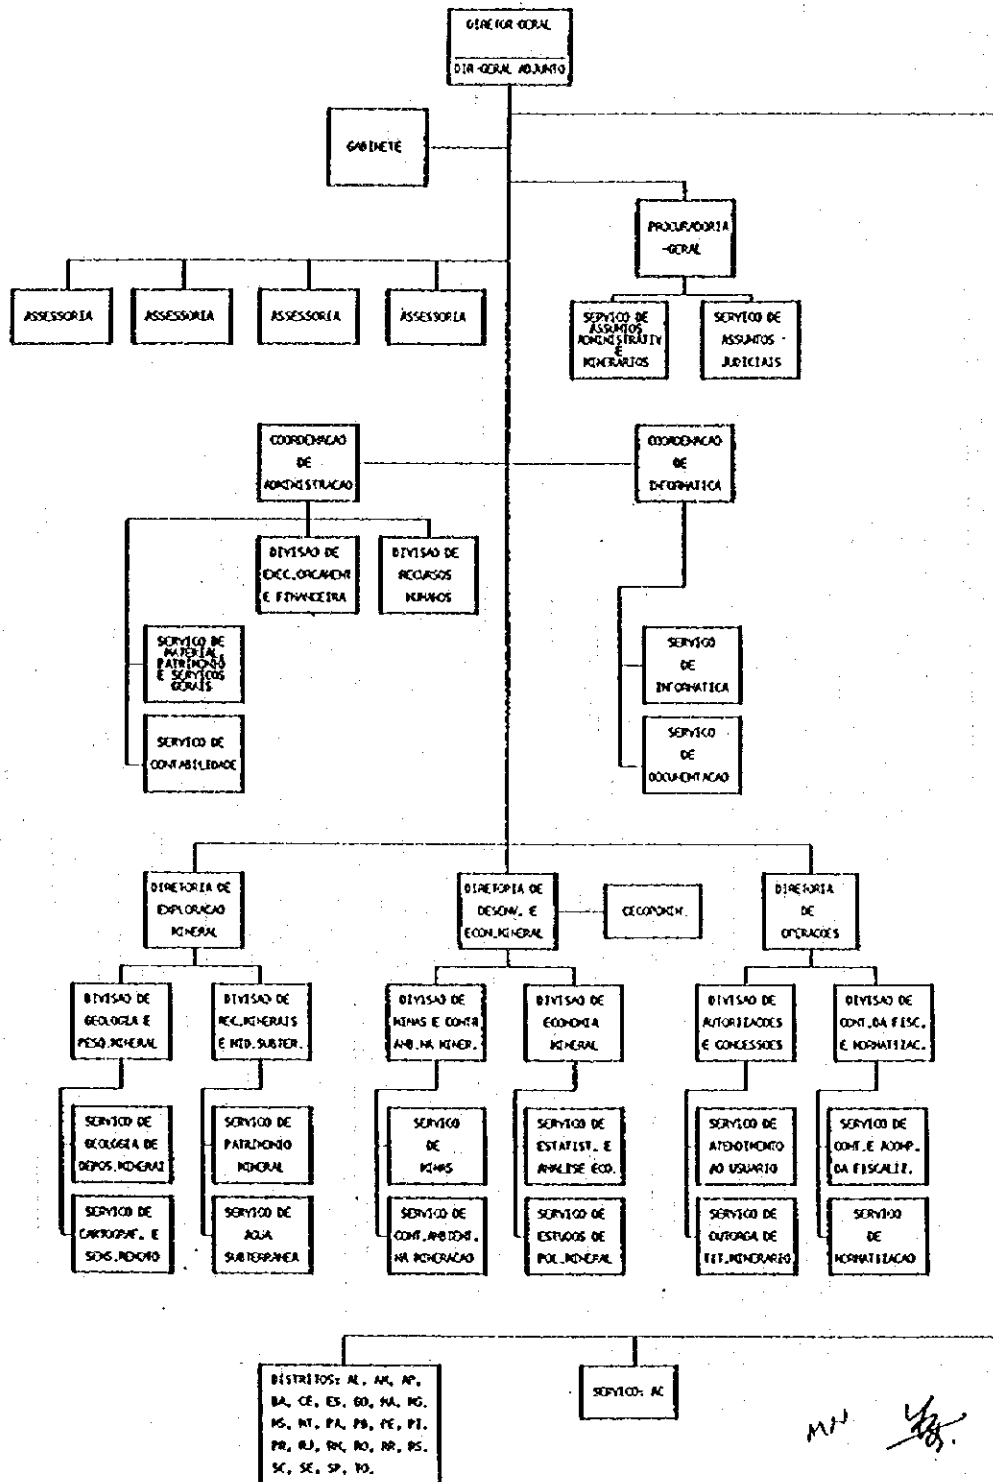 DIRETOR GERAL
DIR-GERAL ADJUNTO
GABINETE
PROCURADORIA
-GERAL
ASSESSORIA
ASSESSORIA
ASSESSORIA
ASSESSORIA
SERVICO DE
ASSUNTOS
ADMINISTRATIV
E
MINERARIOS
SERVICO DE
ASSUNTOS
JUDICIAIS
COORDENACAO
DE
ADMINISTRACAO
COORDENACAO
DE
INFORMATICA
DIVISAO DE
EXEC.ORCAMENT
E FINANCEIRA
DIVISAO DE
RECURSOS
HUMANOS
SERVICO DE
MATERIAL
PATRIMONIO
E SERVICOS
GERAIS
SERVICO DE
CONTABILIDADE
SERVICO
DE
INFORMATICA
SERVICO
DE
DOCUMENTACAO
DIRETORIA DE
EXPLORACAO
MINERAL
DIRETORIA DE
DESENV. E
ECON.MINERAL
DIRETORIA
DE
OPERACOES
DIVISAO DE
GEOLOGIA E
PESQ.MINERAL
DIVISAO DE
REC.MINERAIS
E HID.SUBTER.
DIVISAO DE
MINAS E CONTR
AMB.NA MINER.
DIVISAO DE
ECONOMIA
MINERAL
DIVISAO DE
AUTORIZACOES
E CONCESSOES
DIVISAO DE
CONT.DA FISC.
E NORMATIZAC.
SERVICO DE
GEOLOGIA DE
DEPOS.MINERAI
SERVICO DE
PATRIMONIO
MINERAL
SERVICO
DE
MINAS
SERVICO DE
ESTATIST. E
ANALISE ECO.
SERVICO DE
ATENDIMENTO
AO USUARIO
SERVICO DE
CONT.E ACOMP.
DA FISCALIZ.
SERVICO DE
CARTOGRAF. E
SENS.REMOTO
SERVICO DE
AGUA
SUBTERRANEA
SERVICO DE
CONT.AMBIENT.
NA MINERACAO
SERVICO DE
ESTUDOS DE
POL.MINERAL
SERVICO DE
OUTORGA DE
TIT.MINERARIO
SERVICO
DE
NORMATIZACAO
DISTRITOS: AL, AM, AP,
BA, CE, ES, GO, MA, MG,
MS, MT, PA, PB, PE, PI,
PR, RJ, RN, RO, RR, RS,
SC, SE, SP, TO.
SERVICO: AC
MN